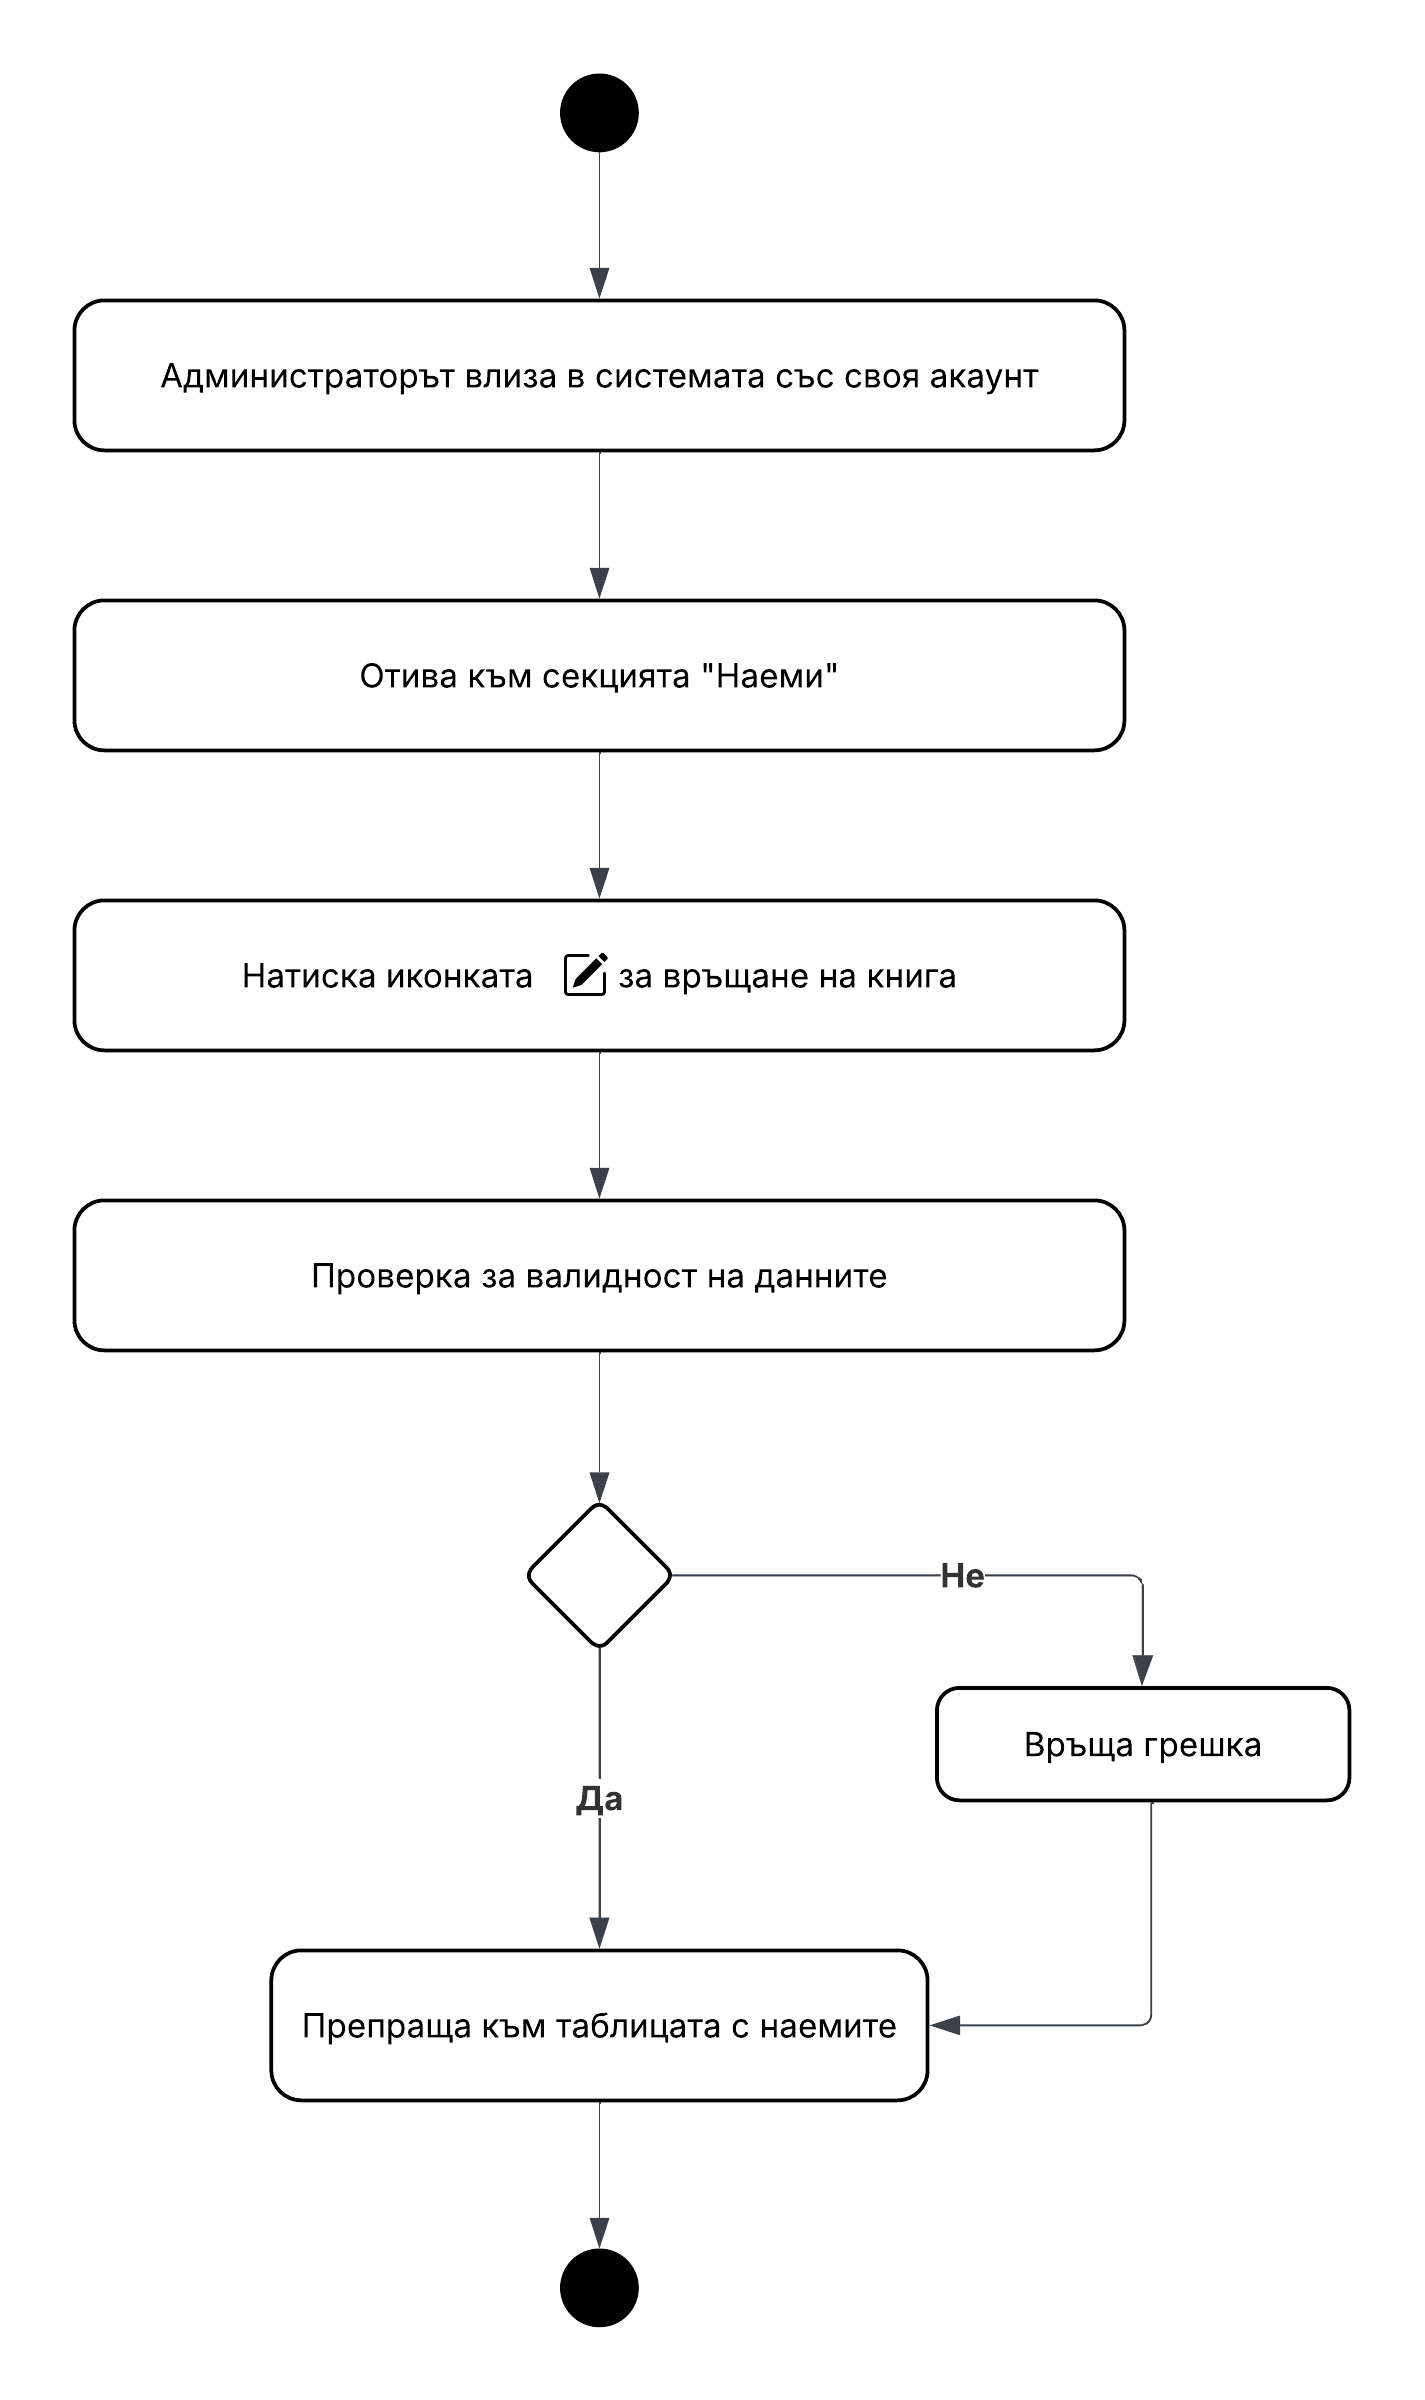 Администраторът влиза в системата със своя акаунт
Отива към секцията "Наеми"
Натиска иконката за връщане на книга
Проверка за валидност на данните
Не
Връща грешка
Да
Препраща към таблицата с наемите